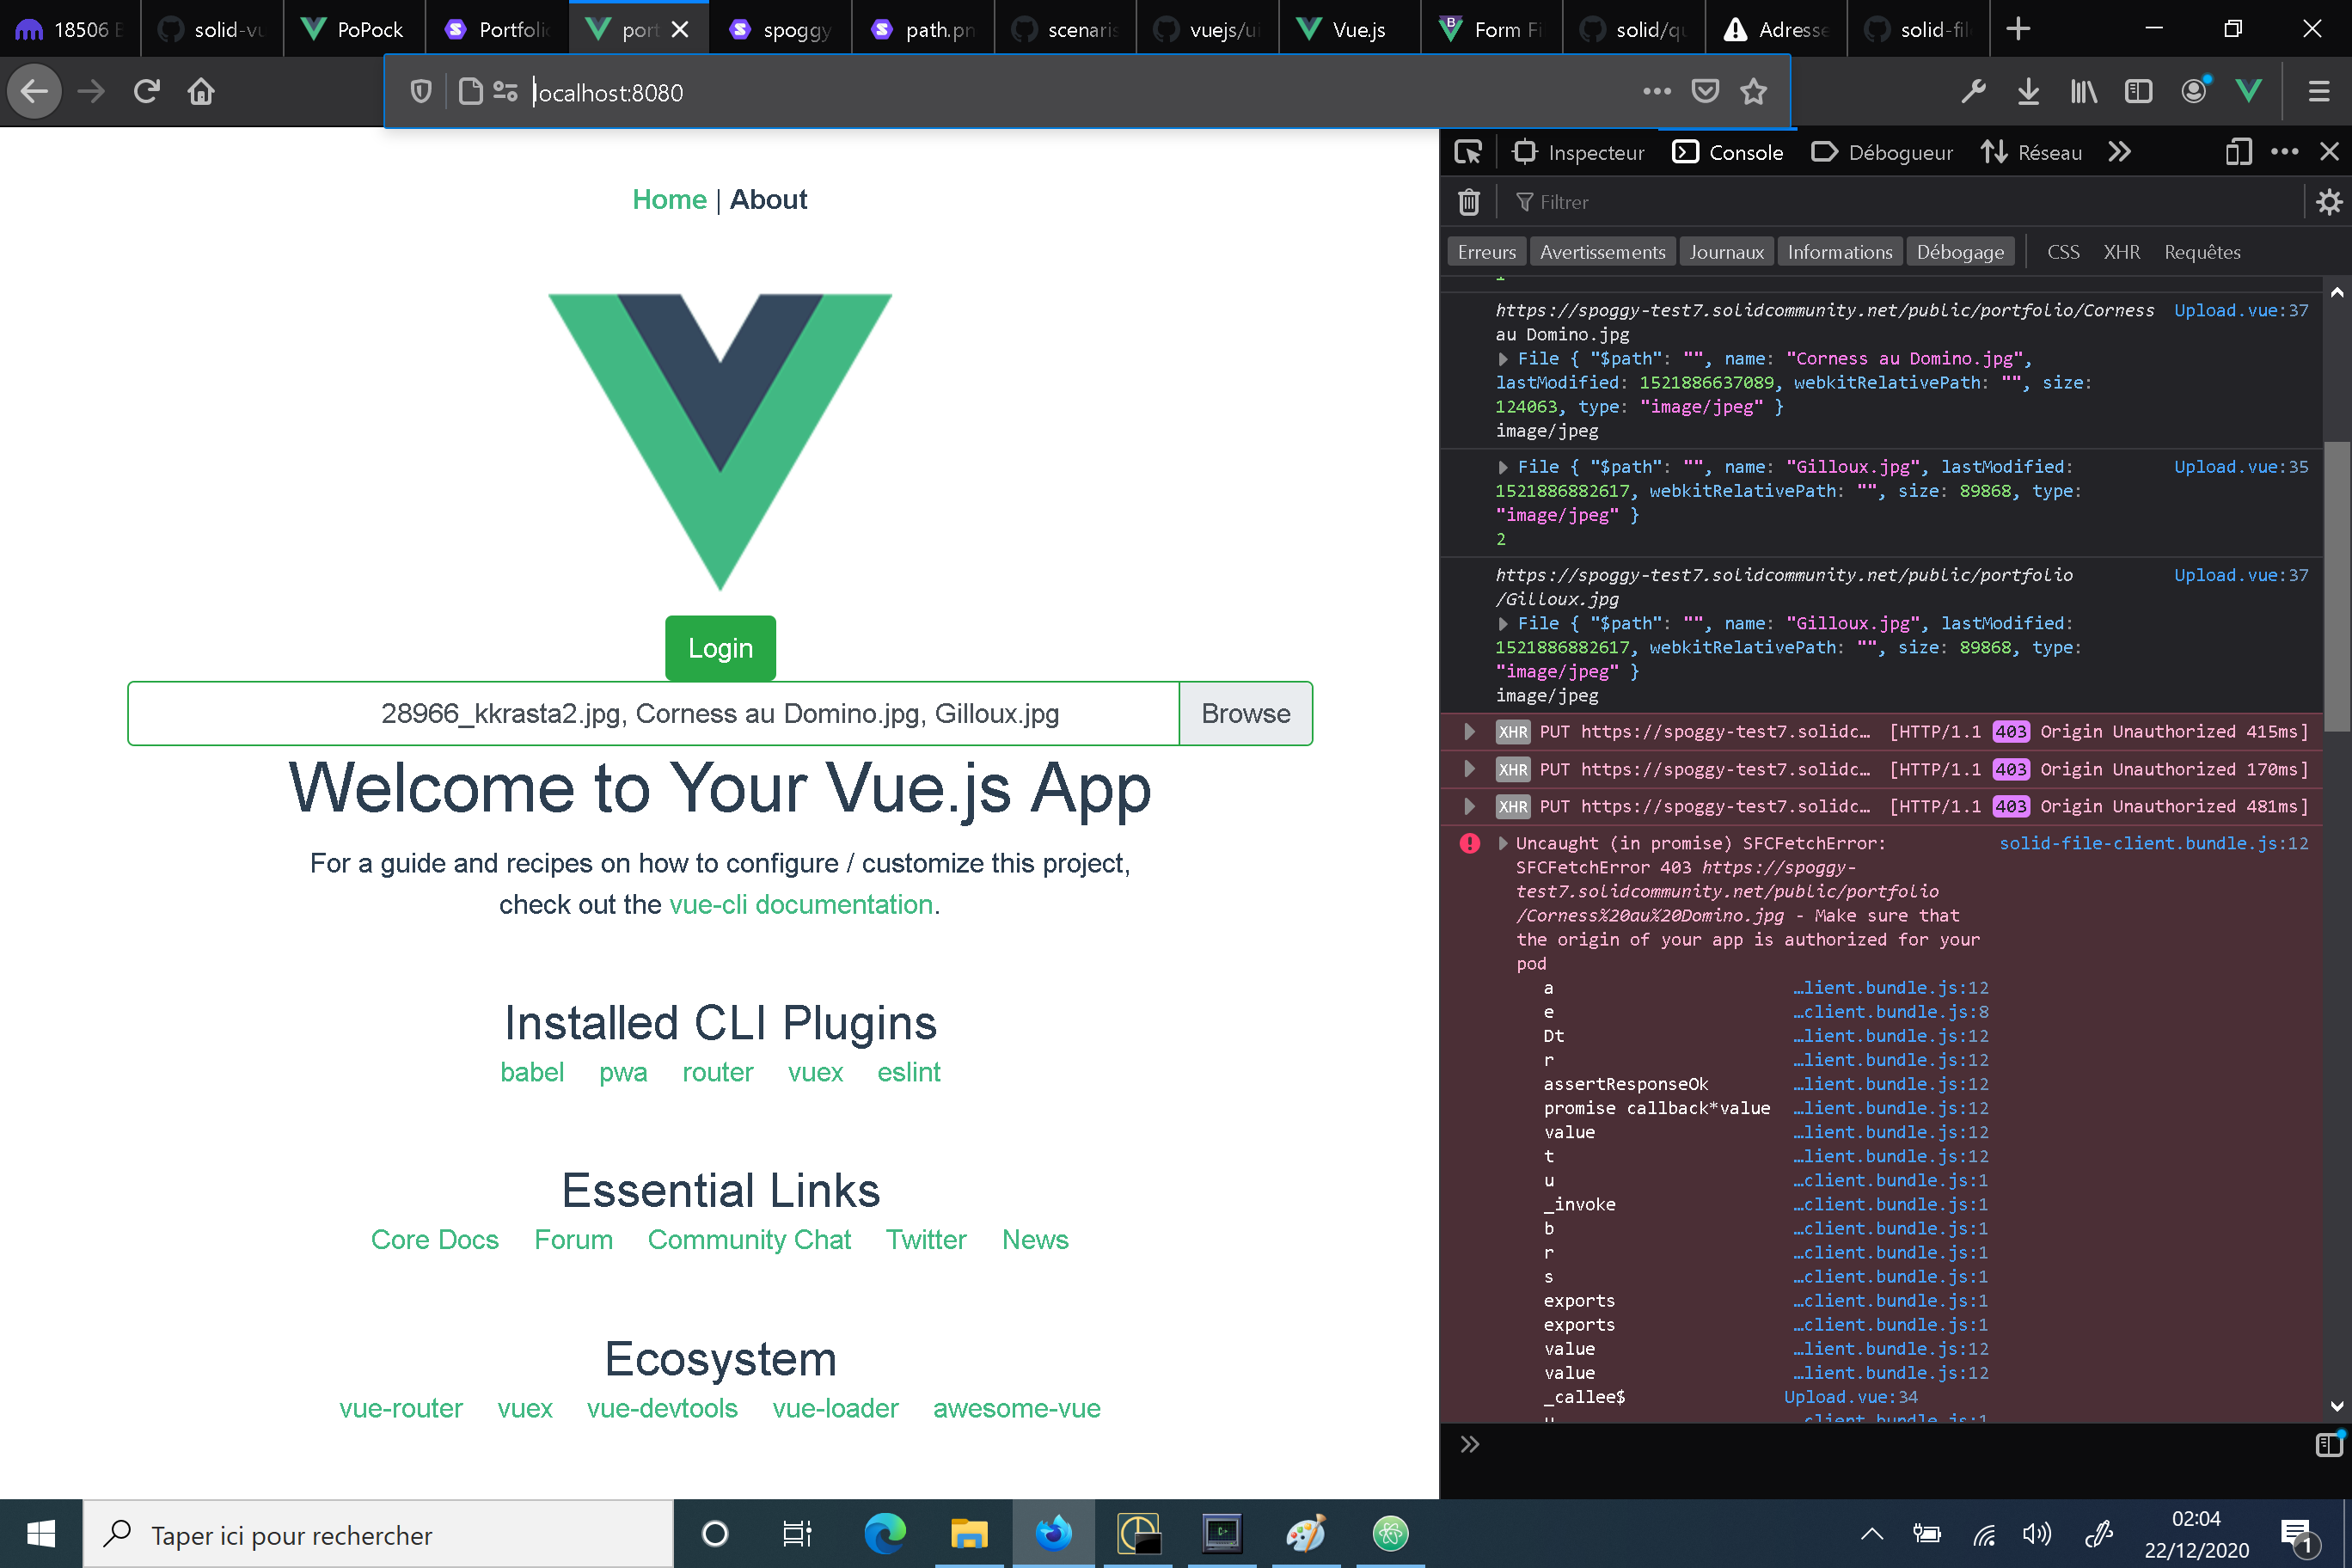 18506 B
solid-vu
PoPock
Portfolio
port
spoggy
path.pn
scenaris
vuejs/ui
Vue.js
Form Fi
solid/qu
Adresse
solid-file
localhost:8080
Home | About
Login
28966_kkrasta2.jpg, Corness au Domino.jpg, Gilloux.jpg
Browse
Welcome to Your Vue.js App
For a guide and recipes on how to configure / customize this project,
check out the vue-cli documentation.
Installed CLI Plugins
babel pwa router vuex eslint
Essential Links
Core Docs Forum Community Chat Twitter News
Ecosystem
vue-router vuex vue-devtools vue-loader awesome-vue
Inspecteur Console Débogueur Réseau
Filtrer
Erreurs Avertissements Journaux Informations Débogage CSS XHR Requêtes
1
https://spoggy-test7.solidcommunity.net/public/portfolio/Corness Upload.vue:37
au Domino.jpg
File { "$path": "", name: "Corness au Domino.jpg",
lastModified: 1521886637089, webkitRelativePath: "", size:
124063, type: "image/jpeg" }
image/jpeg
File { "$path": "", name: "Gilloux.jpg", lastModified: Upload.vue:35
1521886882617, webkitRelativePath: "", size: 89868, type:
"image/jpeg" }
2
https://spoggy-test7.solidcommunity.net/public/portfolio Upload.vue:37
/Gilloux.jpg
File { "$path": "", name: "Gilloux.jpg", lastModified:
1521886882617, webkitRelativePath: "", size: 89868, type:
"image/jpeg" }
image/jpeg
XHR PUT https://spoggy-test7.solidc… [HTTP/1.1 403 Origin Unauthorized 415ms]
XHR PUT https://spoggy-test7.solidc… [HTTP/1.1 403 Origin Unauthorized 170ms]
XHR PUT https://spoggy-test7.solidc… [HTTP/1.1 403 Origin Unauthorized 481ms]
Uncaught (in promise) SFCFetchError: solid-file-client.bundle.js:12
SFCFetchError 403 https://spoggy-
test7.solidcommunity.net/public/portfolio
/Corness%20au%20Domino.jpg - Make sure that
the origin of your app is authorized for your
pod
a …lient.bundle.js:12
e …client.bundle.js:8
Dt …lient.bundle.js:12
r …lient.bundle.js:12
assertResponseOk …lient.bundle.js:12
promise callback*value …lient.bundle.js:12
value …lient.bundle.js:12
t …lient.bundle.js:12
u …client.bundle.js:1
_invoke …client.bundle.js:1
b …client.bundle.js:1
r …client.bundle.js:1
s …client.bundle.js:1
exports …client.bundle.js:1
exports …client.bundle.js:1
value …lient.bundle.js:12
value …lient.bundle.js:12
_callee$ Upload.vue:34
u …client.bundle.js:1
Taper ici pour rechercher
02:04
22/12/2020
1